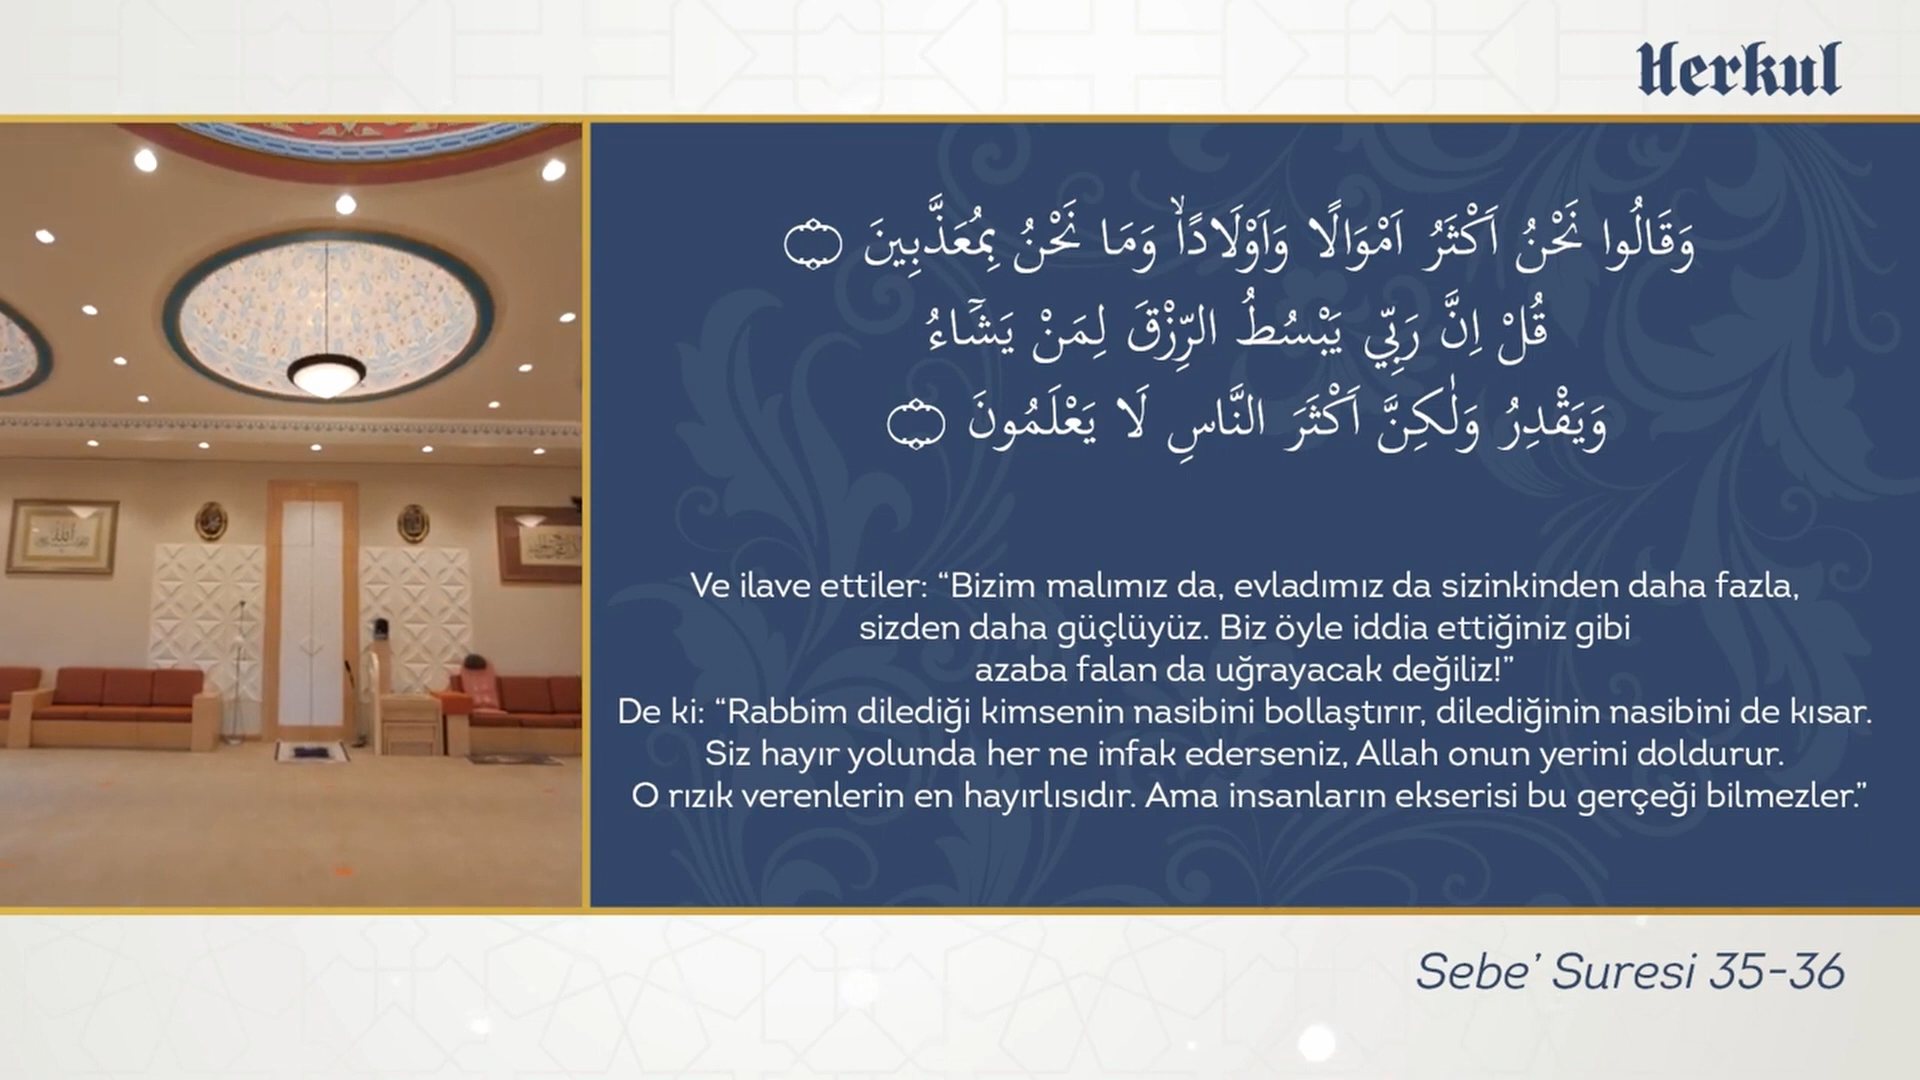 Herkul
وَقَالُوا نَحْنُ اَكْثَرُ اَمْوَالًا وَاَوْلَادًاۙ وَمَا نَحْنُ بِمُعَذَّبِينَ ۝
قُلْ اِنَّ رَبِّي يَبْسُطُ الرِّزْقَ لِمَنْ يَشَٓاءُ
وَيَقْدِرُ وَلٰكِنَّ اَكْثَرَ النَّاسِ لَا يَعْلَمُونَ ۝
Ve ilave ettiler: “Bizim malımız da, evladımız da sizinkinden daha fazla,
sizden daha güçlüyüz. Biz öyle iddia ettiğiniz gibi
azaba falan da uğrayacak değiliz!”
De ki: “Rabbim dilediği kimsenin nasibini bollaştırır, dilediğinin nasibini de kısar.
Siz hayır yolunda her ne infak ederseniz, Allah onun yerini doldurur.
O rızık verenlerin en hayırlısıdır. Ama insanların ekserisi bu gerçeği bilmezler.”
Sebe’ Suresi 35-36